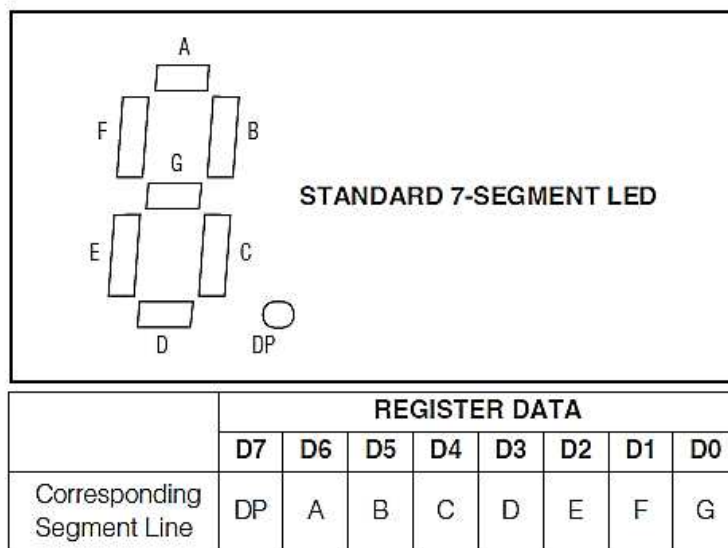 A
F B
G
STANDARD 7-SEGMENT LED
E C
D DP
REGISTER DATA
D7 D6 D5 D4 D3 D2 D1 D0
Corresponding
Segment Line
DP A B C D E F G